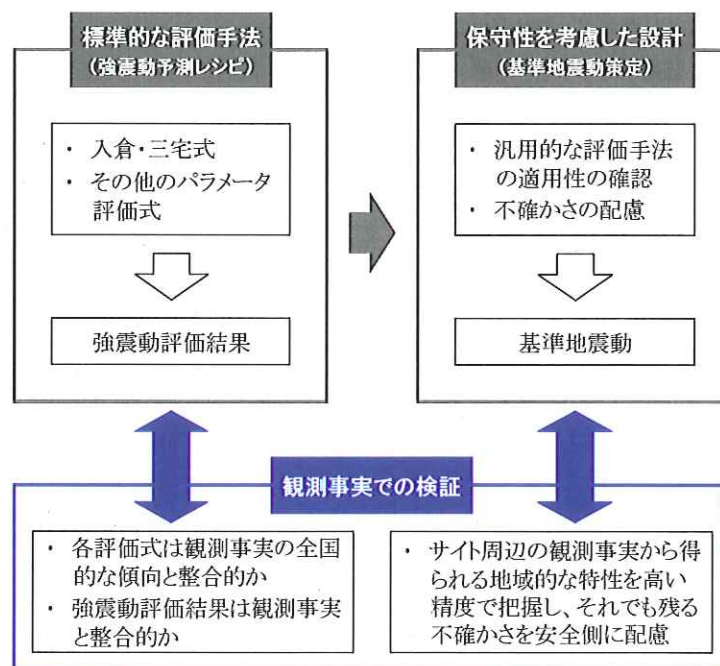 標準的な評価手法
(強震動予測レシピ)
・ 入倉・三宅式
・ その他のパラメータ
評価式
強震動評価結果
保守性を考慮した設計
(基準地震動策定)
・ 汎用的な評価手法
の適用性の確認
・ 不確かさの配慮
基準地震動
観測事実での検証
・ 各評価式は観測事実の全国
的な傾向と整合的か
・ 強震動評価結果は観測事実
と整合的か
・ サイト周辺の観測事実から得
られる地域的な特性を高い
精度で把握し、それでも残る
不確かさを安全側に配慮